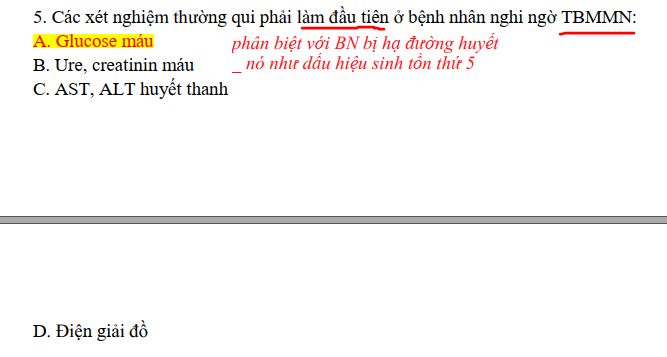 5. Các xét nghiệm thường qui phải làm đầu tiên ở bệnh nhân nghi ngờ TBMMN:
A. Glucose máu phân biệt với BN bị hạ đường huyết
B. Ure, creatinin máu _ nó như dấu hiệu sinh tồn thứ 5
C. AST, ALT huyết thanh
D. Điện giải đồ